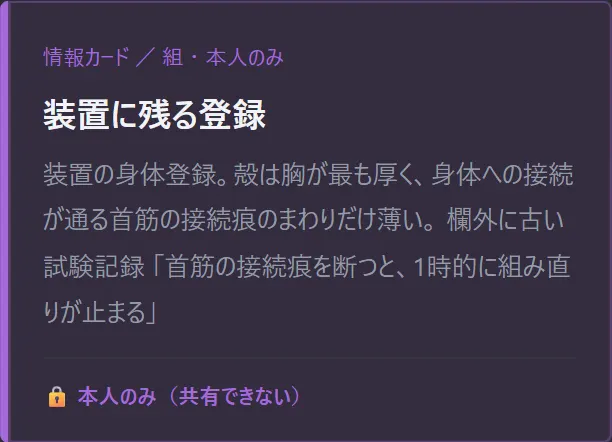 情報カード ／ 組 ・ 本人のみ
装置に残る登録
装置の身体登録。殻は胸が最も厚く、身体への接続
が通る首筋の接続痕のまわりだけ薄い。 欄外に古い
試験記録「首筋の接続痕を断つと、1時的に組み直
りが止まる」
本人のみ（共有できない）